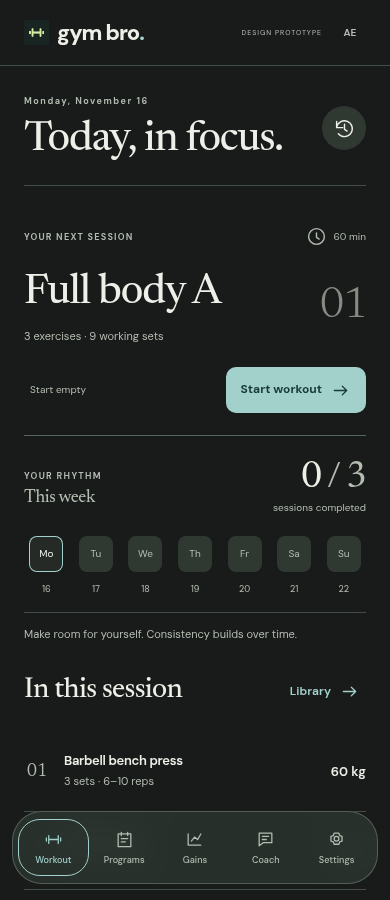 gym bro.
DESIGN PROTOTYPE
AE
Monday, November 16
Today, in focus.
YOUR NEXT SESSION
60 min
Full body A
01
3 exercises · 9 working sets
Start empty
Start workout
YOUR RHYTHM
This week
0 / 3
sessions completed
Mo Tu We Th Fr Sa Su
16 17 18 19 20 21 22
Make room for yourself. Consistency builds over time.
In this session
Library
01
Barbell bench press
3 sets · 6–10 reps
60 kg
Workout Programs Gains Coach Settings